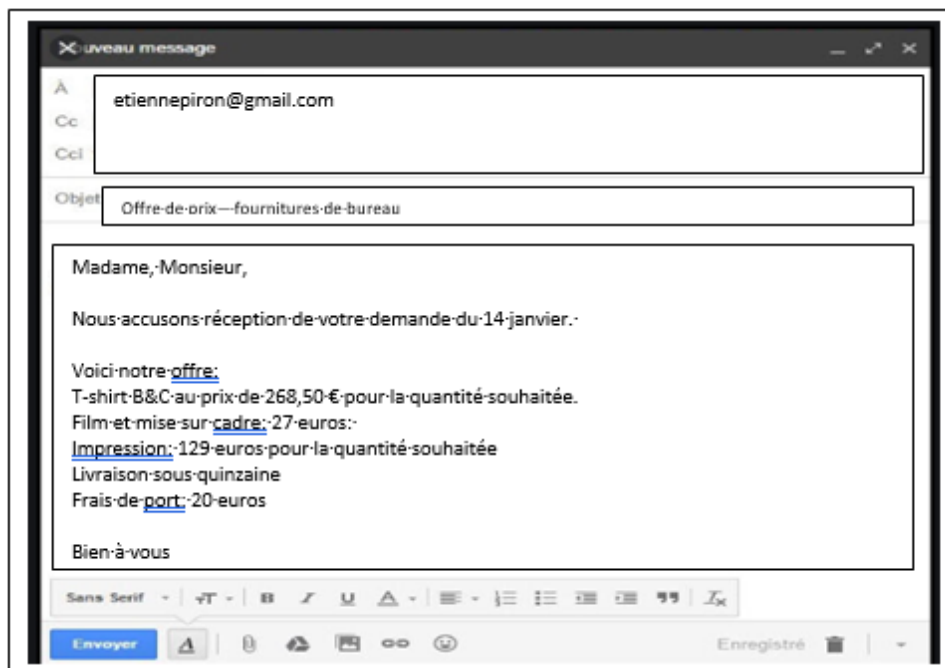 uveau message
À
etiennepiron@gmail.com
Cc
Cci
Objet
Offre·de·prix·–·fournitures·de·bureau
Madame,·Monsieur,
Nous·accusons·réception·de·votre·demande·du·14·janvier.·
Voici·notre·offre:
T-shirt·B&C·au·prix·de·268,50·€·pour·la·quantité·souhaitée.
Film·et·mise·sur·cadre:·27·euros:·
Impression:·129·euros·pour·la·quantité·souhaitée
Livraison·sous·quinzaine
Frais·de·port:·20·euros
Bien·à·vous
Sans Serif
Envoyer
Enregistré